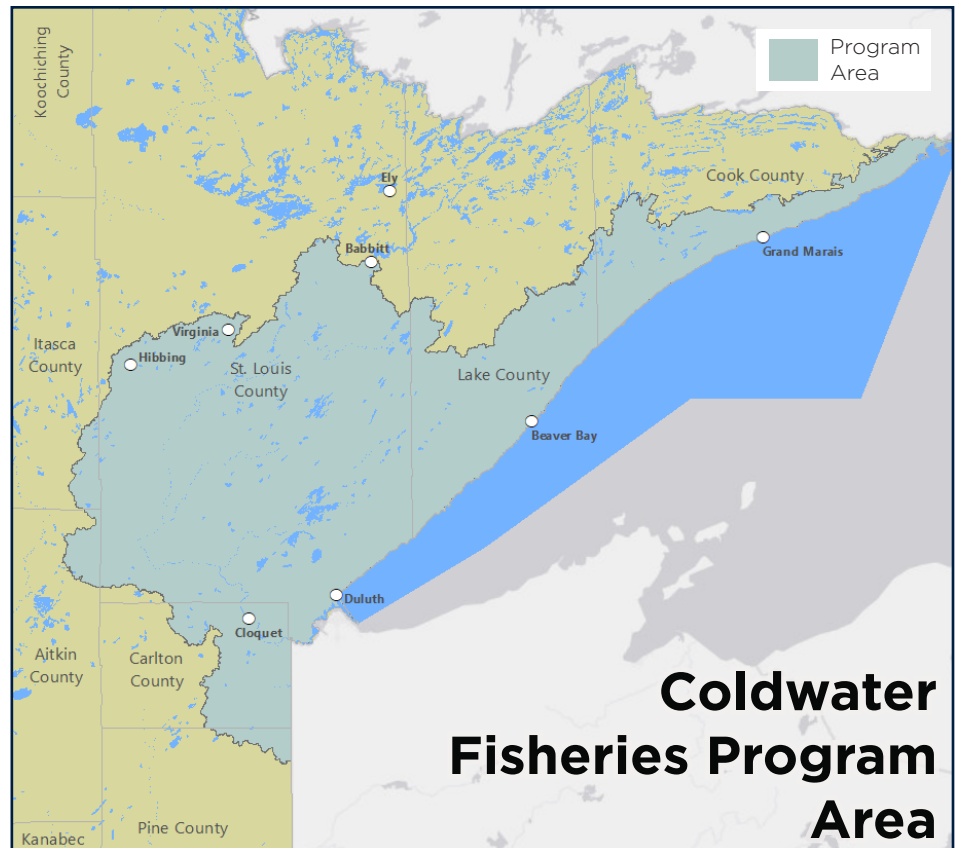 Koochiching
County
Program
Area
Ely
Cook County
Babbitt
Grand Marais
Virginia
Hibbing
Itasca
County
St. Louis
County
Lake County
Beaver Bay
Duluth
Cloquet
Aitkin
County
Carlton
County
Coldwater
Fisheries Program
Area
Pine County
Kanabec